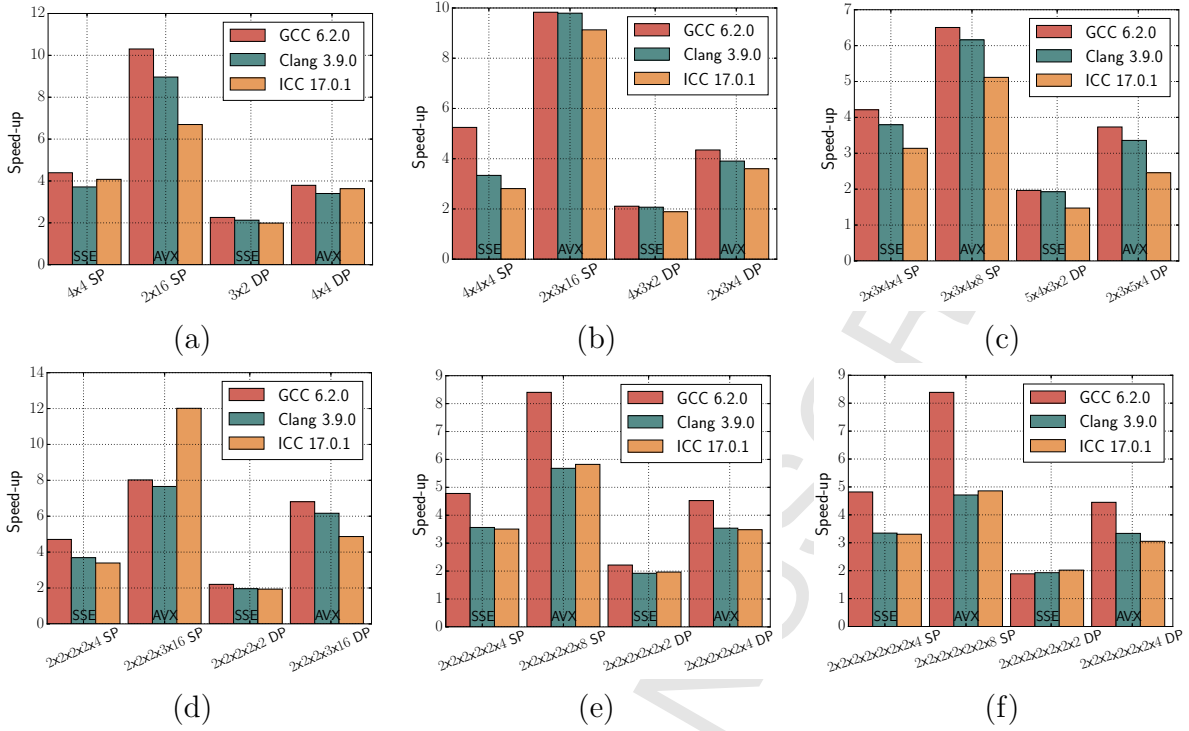 12
10
8
6
4
2
0
Speed-up
GCC 6.2.0
Clang 3.9.0
ICC 17.0.1
SSE AVX SSE AVX
4x4 SP 2x16 SP 3x2 DP 4x4 DP
(a)
10
8
6
4
2
0
Speed-up
GCC 6.2.0
Clang 3.9.0
ICC 17.0.1
SSE AVX SSE AVX
4x4x4 SP 2x3x16 SP 4x3x2 DP 2x3x4 DP
(b)
7
6
5
4
3
2
1
0
Speed-up
GCC 6.2.0
Clang 3.9.0
ICC 17.0.1
SSE AVX SSE AVX
2x3x4x4 SP 2x3x4x8 SP 5x4x3x2 DP 2x3x5x4 DP
(c)
14
12
10
8
6
4
2
0
Speed-up
GCC 6.2.0
Clang 3.9.0
ICC 17.0.1
SSE AVX SSE AVX
2x2x2x2x4 SP 2x2x2x3x16 SP 2x2x2x2x2 DP 2x2x2x3x16 DP
(d)
9
8
7
6
5
4
3
2
1
0
Speed-up
GCC 6.2.0
Clang 3.9.0
ICC 17.0.1
SSE AVX SSE AVX
2x2x2x2x2x4 SP 2x2x2x2x2x8 SP 2x2x2x2x2x2 DP 2x2x2x2x2x4 DP
(e)
9
8
7
6
5
4
3
2
1
0
Speed-up
GCC 6.2.0
Clang 3.9.0
ICC 17.0.1
SSE AVX SSE AVX
2x2x2x2x2x2x4 SP 2x2x2x2x2x2x8 SP 2x2x2x2x2x2x2 DP 2x2x2x2x2x2x4 DP
(f)